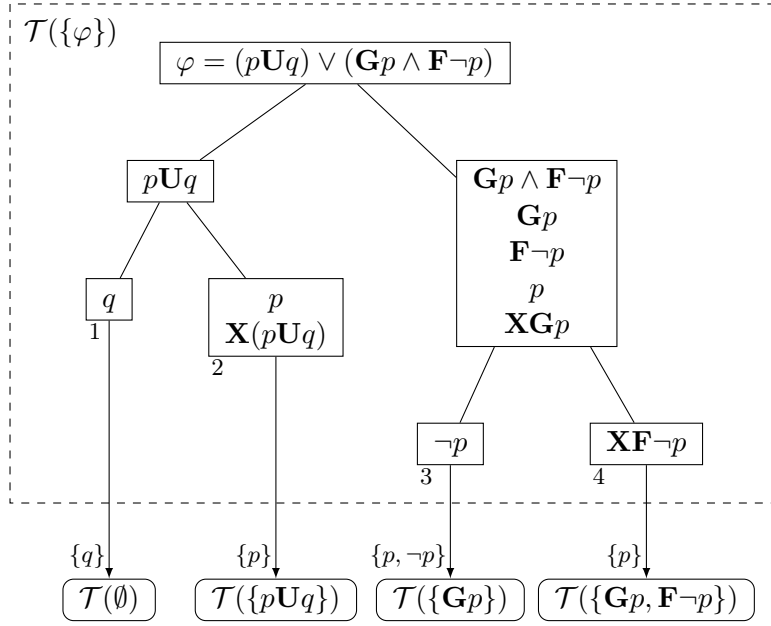 𝒯({φ})
φ = (p𝐔q) ∨ (𝐆p ∧ 𝐅¬p)
p𝐔q
𝐆p ∧ 𝐅¬p
𝐆p
𝐅¬p
p
𝐗𝐆p
q
1
p
𝐗(p𝐔q)
2
¬p
3
𝐗𝐅¬p
4
{q}
{p}
{p, ¬p}
{p}
𝒯(∅)
𝒯({p𝐔q})
𝒯({𝐆p})
𝒯({𝐆p, 𝐅¬p})